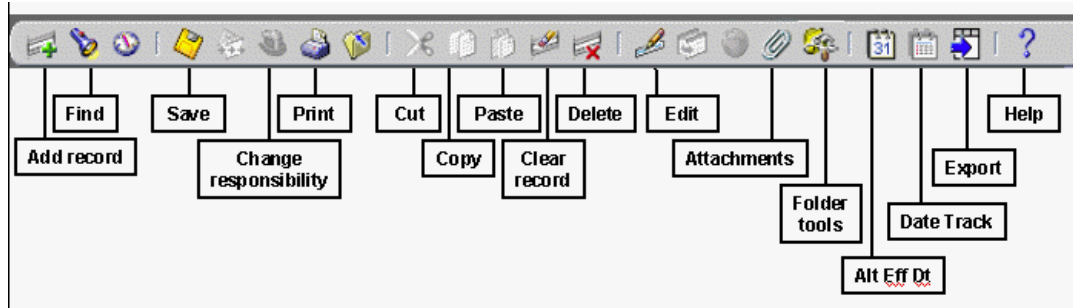 31
?
Find
Save
Print
Cut
Paste
Delete
Edit
Help
Add record
Change
responsibility
Copy
Clear
record
Attachments
Export
Folder
tools
Date Track
Alt Eff Dt